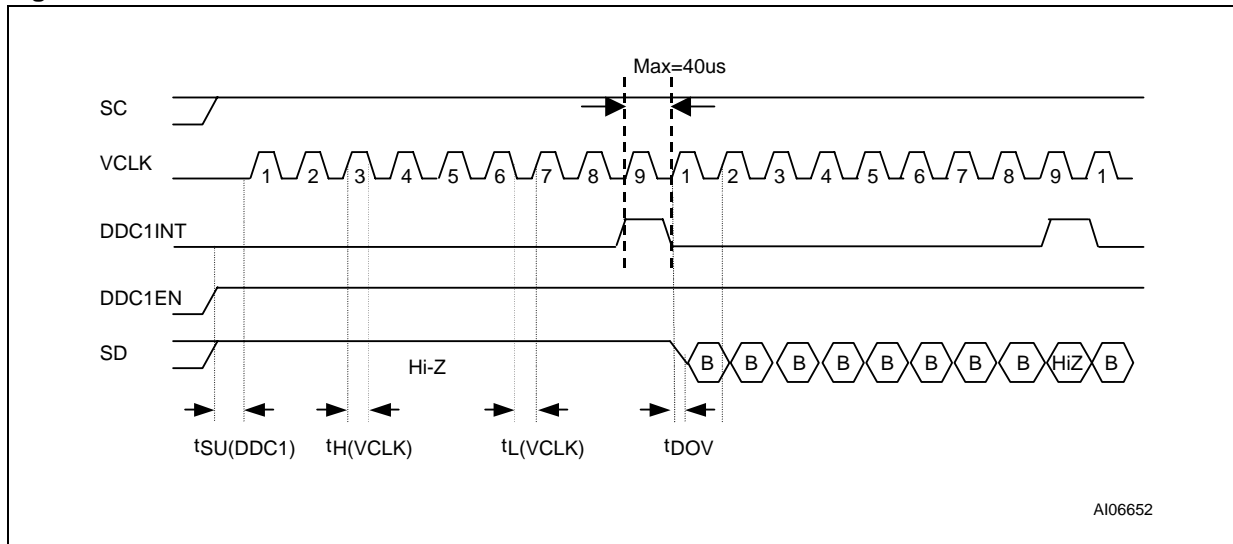 Max=40us
SC
VCLK
1 2 3 4 5 6 7 8 9 1 2 3 4 5 6 7 8 9 1
DDC1INT
DDC1EN
SD
Hi-Z
B B B B B B B B HiZ B
tSU(DDC1) tH(VCLK) tL(VCLK) tDOV
AI06652